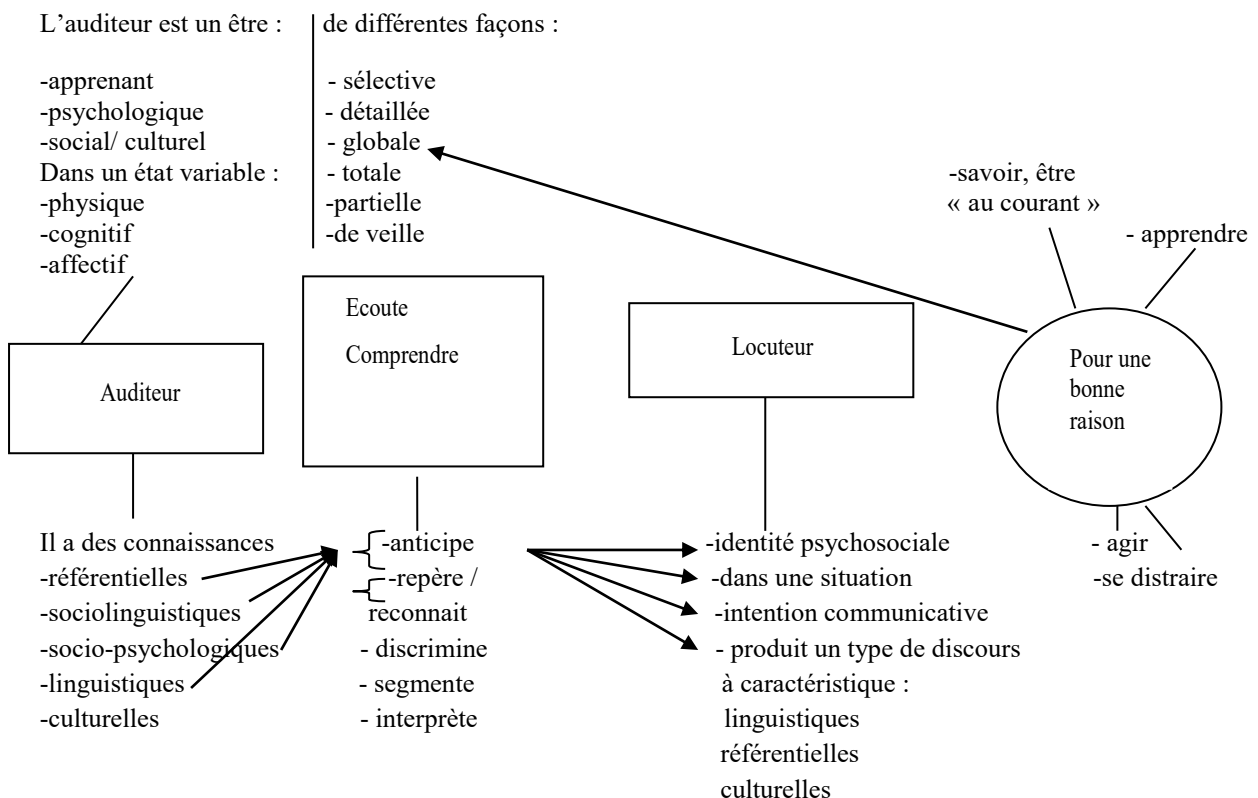 L’auditeur est un être :
-apprenant
-psychologique
-social/ culturel
Dans un état variable :
-physique
-cognitif
-affectif
de différentes façons :
- sélective
- détaillée
- globale
- totale
-partielle
-de veille
-savoir, être
« au courant »
- apprendre
Auditeur
Ecoute
Comprendre
Locuteur
Pour une
bonne
raison
Il a des connaissances
-référentielles
-sociolinguistiques
-socio-psychologiques
-linguistiques
-culturelles
-anticipe
-repère /
reconnait
- discrimine
- segmente
- interprète
-identité psychosociale
-dans une situation
-intention communicative
- produit un type de discours
à caractéristique :
linguistiques
référentielles
culturelles
- agir
-se distraire